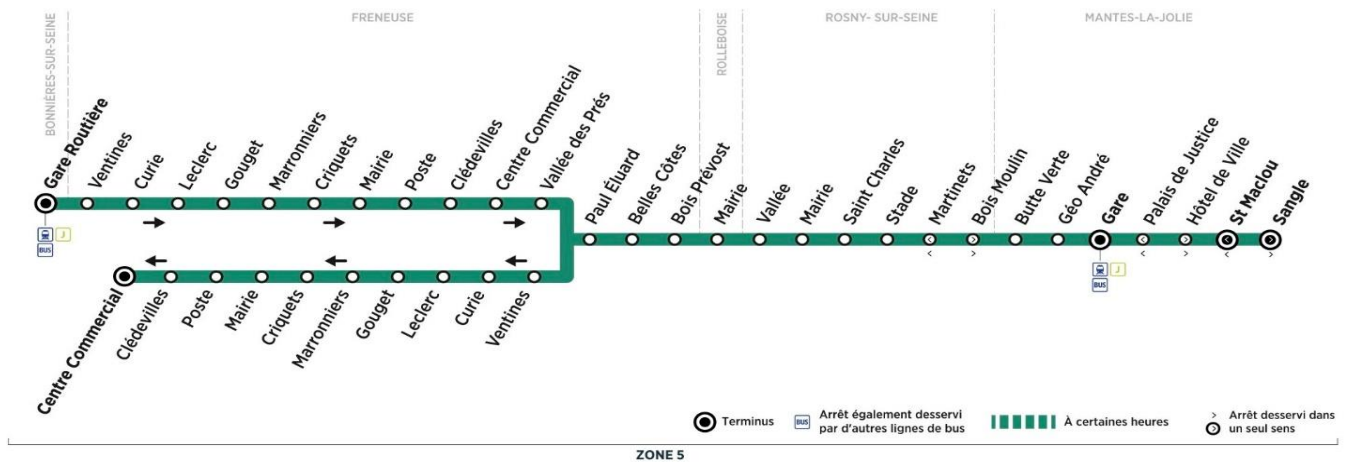 BONNIÈRES-SUR-SEINE
FRENEUSE
ROLLEBOISE
ROSNY- SUR-SEINE
MANTES-LA-JOLIE
Gare Routière
Ventines
Curie
Leclerc
Gouget
Marronniers
Criquets
Mairie
Poste
Clédevilles
Centre Commercial
Vallée des Prés
Paul Éluard
Belles Côtes
Bois Prévost
Mairie
Vallée
Mairie
Saint Charles
Stade
Martinets
Bois Moulin
Butte Verte
Géo André
Gare
Palais de Justice
Hôtel de Ville
St Maclou
Sangle
J
BUS
J
BUS
Centre Commercial
Clédevilles
Poste
Mairie
Criquets
Marronniers
Gouget
Leclerc
Curie
Ventines
Terminus
BUS
Arrêt également desservi
par d'autres lignes de bus
À certaines heures
Arrêt desservi dans
un seul sens
ZONE 5